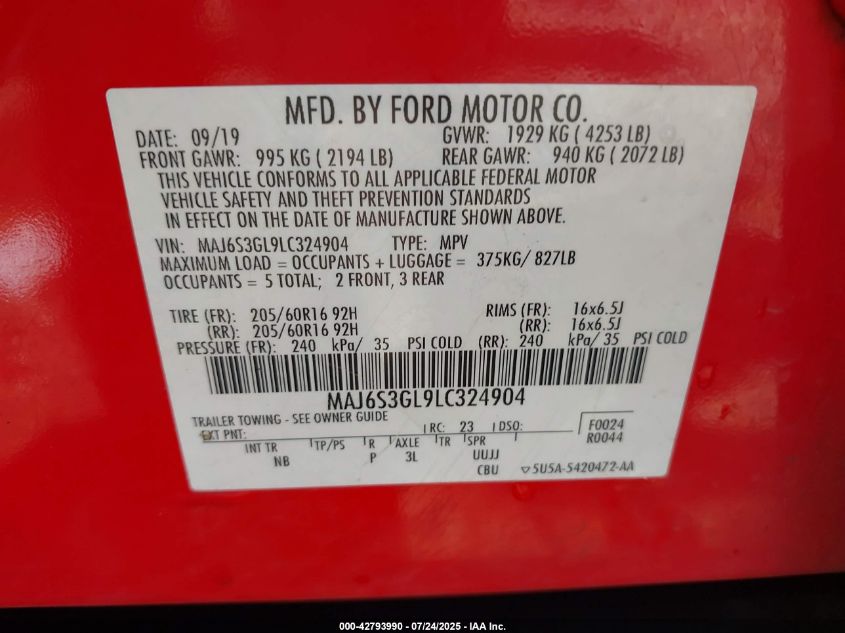 MFD. BY FORD MOTOR CO.
DATE: 09/19 GVWR: 1929 KG ( 4253 LB)
FRONT GAWR: 995 KG ( 2194 LB) REAR GAWR: 940 KG ( 2072 LB)
THIS VEHICLE CONFORMS TO ALL APPLICABLE FEDERAL MOTOR
VEHICLE SAFETY AND THEFT PREVENTION STANDARDS
IN EFFECT ON THE DATE OF MANUFACTURE SHOWN ABOVE.
VIN: MAJ6S3GL9LC324904 TYPE: MPV
MAXIMUM LOAD = OCCUPANTS + LUGGAGE = 375KG/ 827LB
OCCUPANTS = 5 TOTAL; 2 FRONT, 3 REAR
TIRE (FR): 205/60R16 92H RIMS (FR): 16x6.5J
(RR): 205/60R16 92H (RR): 16x6.5J
PRESSURE (FR): 240 kPa/ 35 PSI COLD (RR): 240 kPa/ 35 PSI COLD
MAJ6S3GL9LC324904
TRAILER TOWING - SEE OWNER GUIDE
EXT PNT: RC: 23 DSO: F0024
R0044
INT TR TP/PS R AXLE TR SPR
NB P 3L UUJJ
CBU 5U5A-5420472-AA
000-42793990 - 07/24/2025 - IAA Inc.